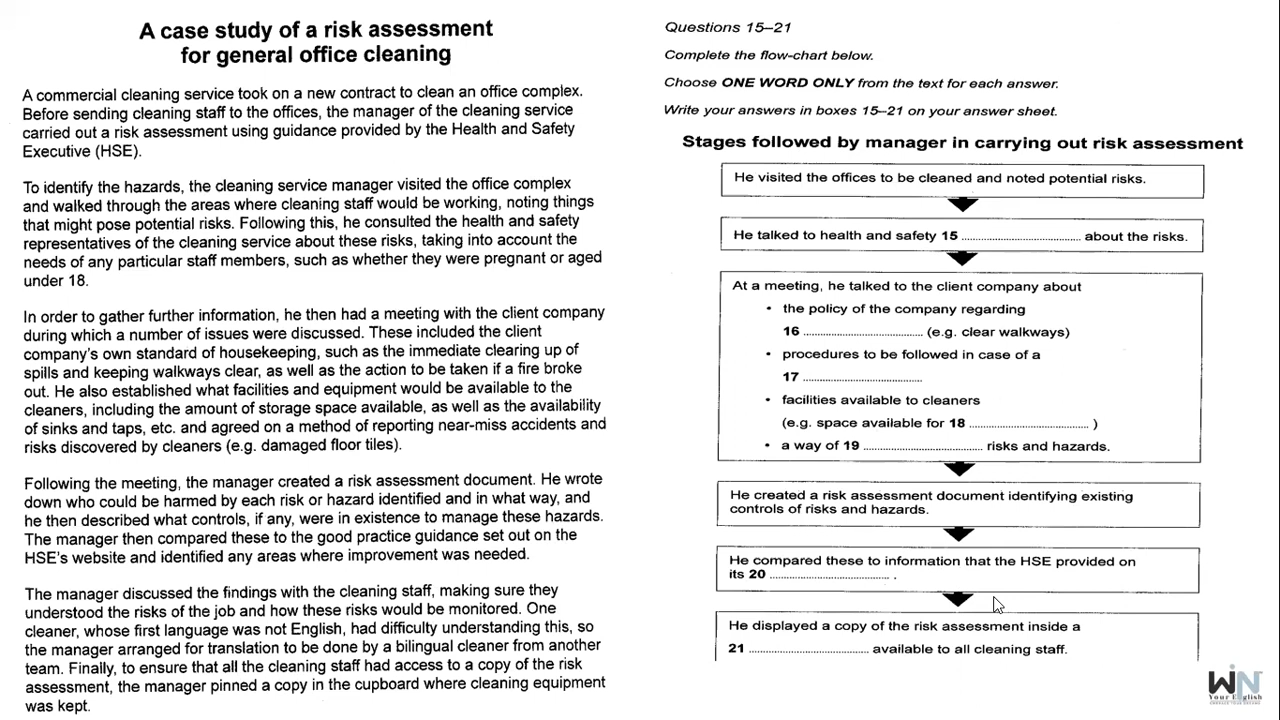 A case study of a risk assessment
for general office cleaning
A commercial cleaning service took on a new contract to clean an office complex.
Before sending cleaning staff to the offices, the manager of the cleaning service
carried out a risk assessment using guidance provided by the Health and Safety
Executive (HSE).
To identify the hazards, the cleaning service manager visited the office complex
and walked through the areas where cleaning staff would be working, noting things
that might pose potential risks. Following this, he consulted the health and safety
representatives of the cleaning service about these risks, taking into account the
needs of any particular staff members, such as whether they were pregnant or aged
under 18.
In order to gather further information, he then had a meeting with the client company
during which a number of issues were discussed. These included the client
company's own standard of housekeeping, such as the immediate clearing up of
spills and keeping walkways clear, as well as the action to be taken if a fire broke
out. He also established what facilities and equipment would be available to the
cleaners, including the amount of storage space available, as well as the availability
of sinks and taps, etc. and agreed on a method of reporting near-miss accidents and
risks discovered by cleaners (e.g. damaged floor tiles).
Following the meeting, the manager created a risk assessment document. He wrote
down who could be harmed by each risk or hazard identified and in what way, and
he then described what controls, if any, were in existence to manage these hazards.
The manager then compared these to the good practice guidance set out on the
HSE's website and identified any areas where improvement was needed.
The manager discussed the findings with the cleaning staff, making sure they
understood the risks of the job and how these risks would be monitored. One
cleaner, whose first language was not English, had difficulty understanding this, so
the manager arranged for translation to be done by a bilingual cleaner from another
team. Finally, to ensure that all the cleaning staff had access to a copy of the risk
assessment, the manager pinned a copy in the cupboard where cleaning equipment
was kept.
Questions 15–21
Complete the flow-chart below.
Choose ONE WORD ONLY from the text for each answer.
Write your answers in boxes 15–21 on your answer sheet.
Stages followed by manager in carrying out risk assessment
He visited the offices to be cleaned and noted potential risks.
He talked to health and safety 15 .............................. about the risks.
At a meeting, he talked to the client company about
• the policy of the company regarding
16 .............................. (e.g. clear walkways)
• procedures to be followed in case of a
17 ..............................
• facilities available to cleaners
(e.g. space available for 18 .............................. )
• a way of 19 .............................. risks and hazards.
He created a risk assessment document identifying existing
controls of risks and hazards.
He compared these to information that the HSE provided on
its 20 .............................. .
He displayed a copy of the risk assessment inside a
21 .............................. available to all cleaning staff.
WIN
Your English